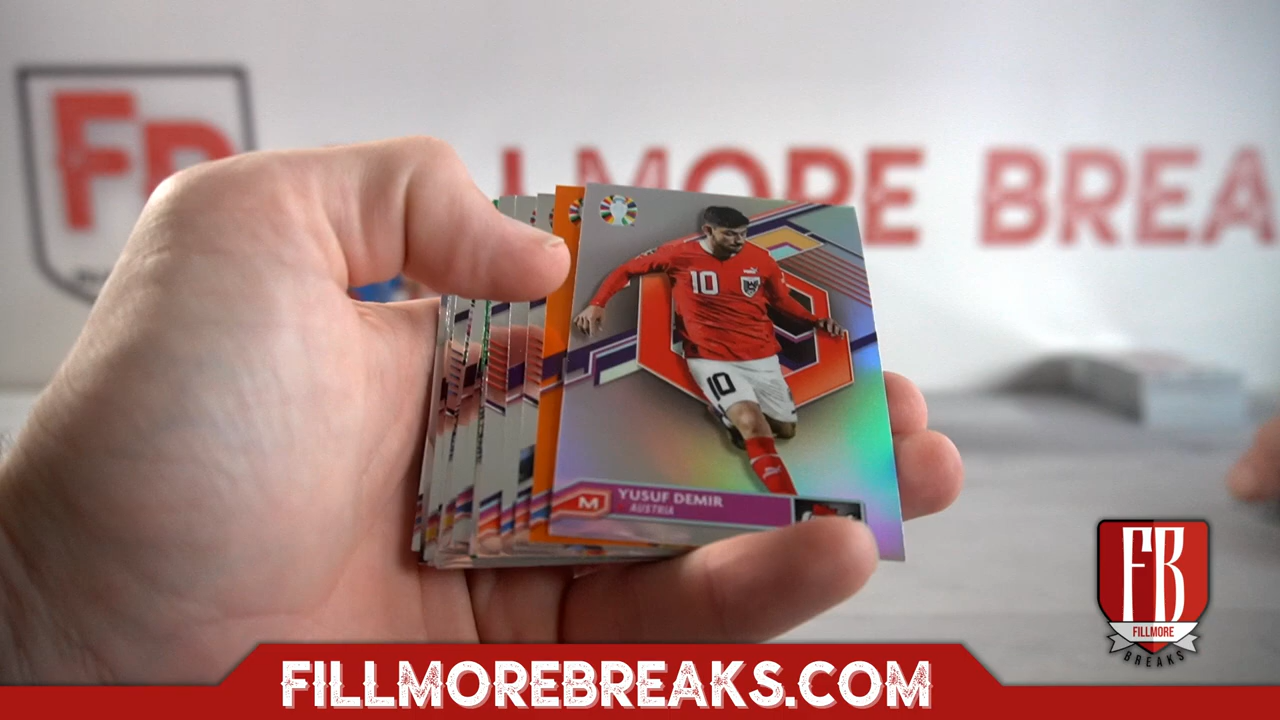 FB
LMORE BREA
10
10
M
YUSUF DEMIR
AUSTRIA
FB
FILLMORE
BREAKS
FILLMOREBREAKS.COM